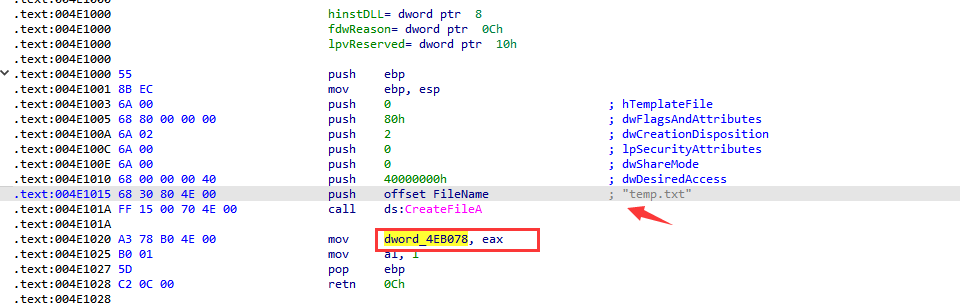 .text:004E1000 hinstDLL= dword ptr 8
.text:004E1000 fdwReason= dword ptr 0Ch
.text:004E1000 lpvReserved= dword ptr 10h
.text:004E1000
.text:004E1000 55 push ebp
.text:004E1001 8B EC mov ebp, esp
.text:004E1003 6A 00 push 0 ; hTemplateFile
.text:004E1005 68 80 00 00 00 push 80h ; dwFlagsAndAttributes
.text:004E100A 6A 02 push 2 ; dwCreationDisposition
.text:004E100C 6A 00 push 0 ; lpSecurityAttributes
.text:004E100E 6A 00 push 0 ; dwShareMode
.text:004E1010 68 00 00 00 40 push 40000000h ; dwDesiredAccess
.text:004E1015 68 30 80 4E 00 push offset FileName ; "temp.txt"
.text:004E101A FF 15 00 70 4E 00 call ds:CreateFileA
.text:004E101A
.text:004E1020 A3 78 B0 4E 00 mov dword_4EB078, eax
.text:004E1025 B0 01 mov al, 1
.text:004E1027 5D pop ebp
.text:004E1028 C2 0C 00 retn 0Ch
.text:004E1028